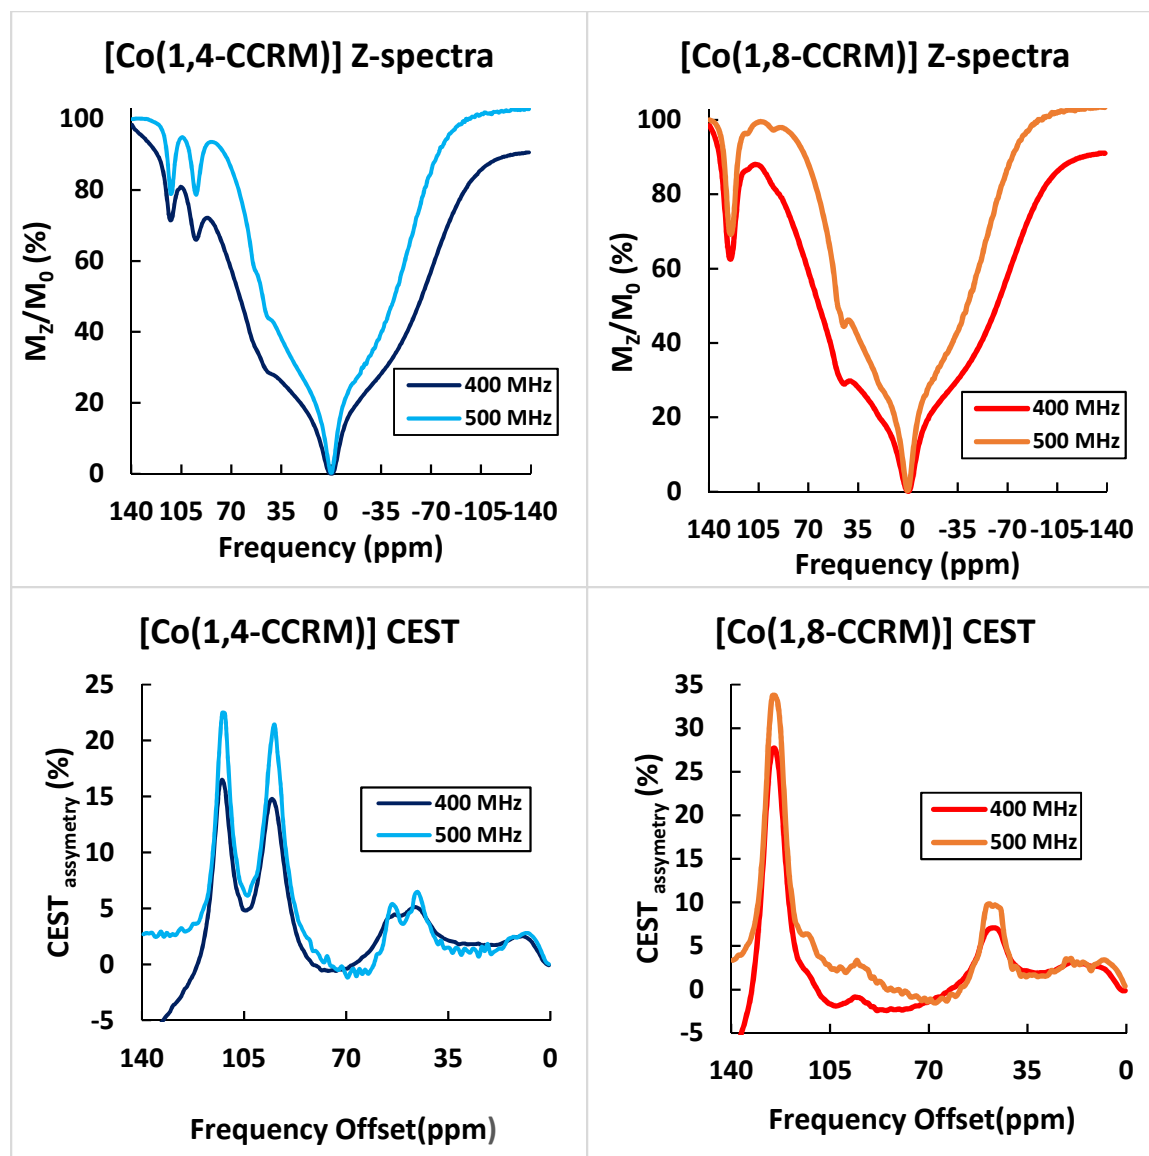 [Co(1,4-CCRM)] Z-spectra
100
80
60
40
20
0
M_Z/M_0 (%)
400 MHz
500 MHz
140 105 70 35 0 -35 -70 -105 -140
Frequency (ppm)
[Co(1,8-CCRM)] Z-spectra
100
80
60
40
20
0
M_Z/M_0 (%)
400 MHz
500 MHz
140 105 70 35 0 -35 -70 -105 -140
Frequency (ppm)
[Co(1,4-CCRM)] CEST
25
20
15
10
5
0
-5
CEST assymetry (%)
400 MHz
500 MHz
140 105 70 35 0
Frequency Offset(ppm)
[Co(1,8-CCRM)] CEST
35
30
25
20
15
10
5
0
-5
CEST assymetry (%)
400 MHz
500 MHz
140 105 70 35 0
Frequency Offset(ppm)